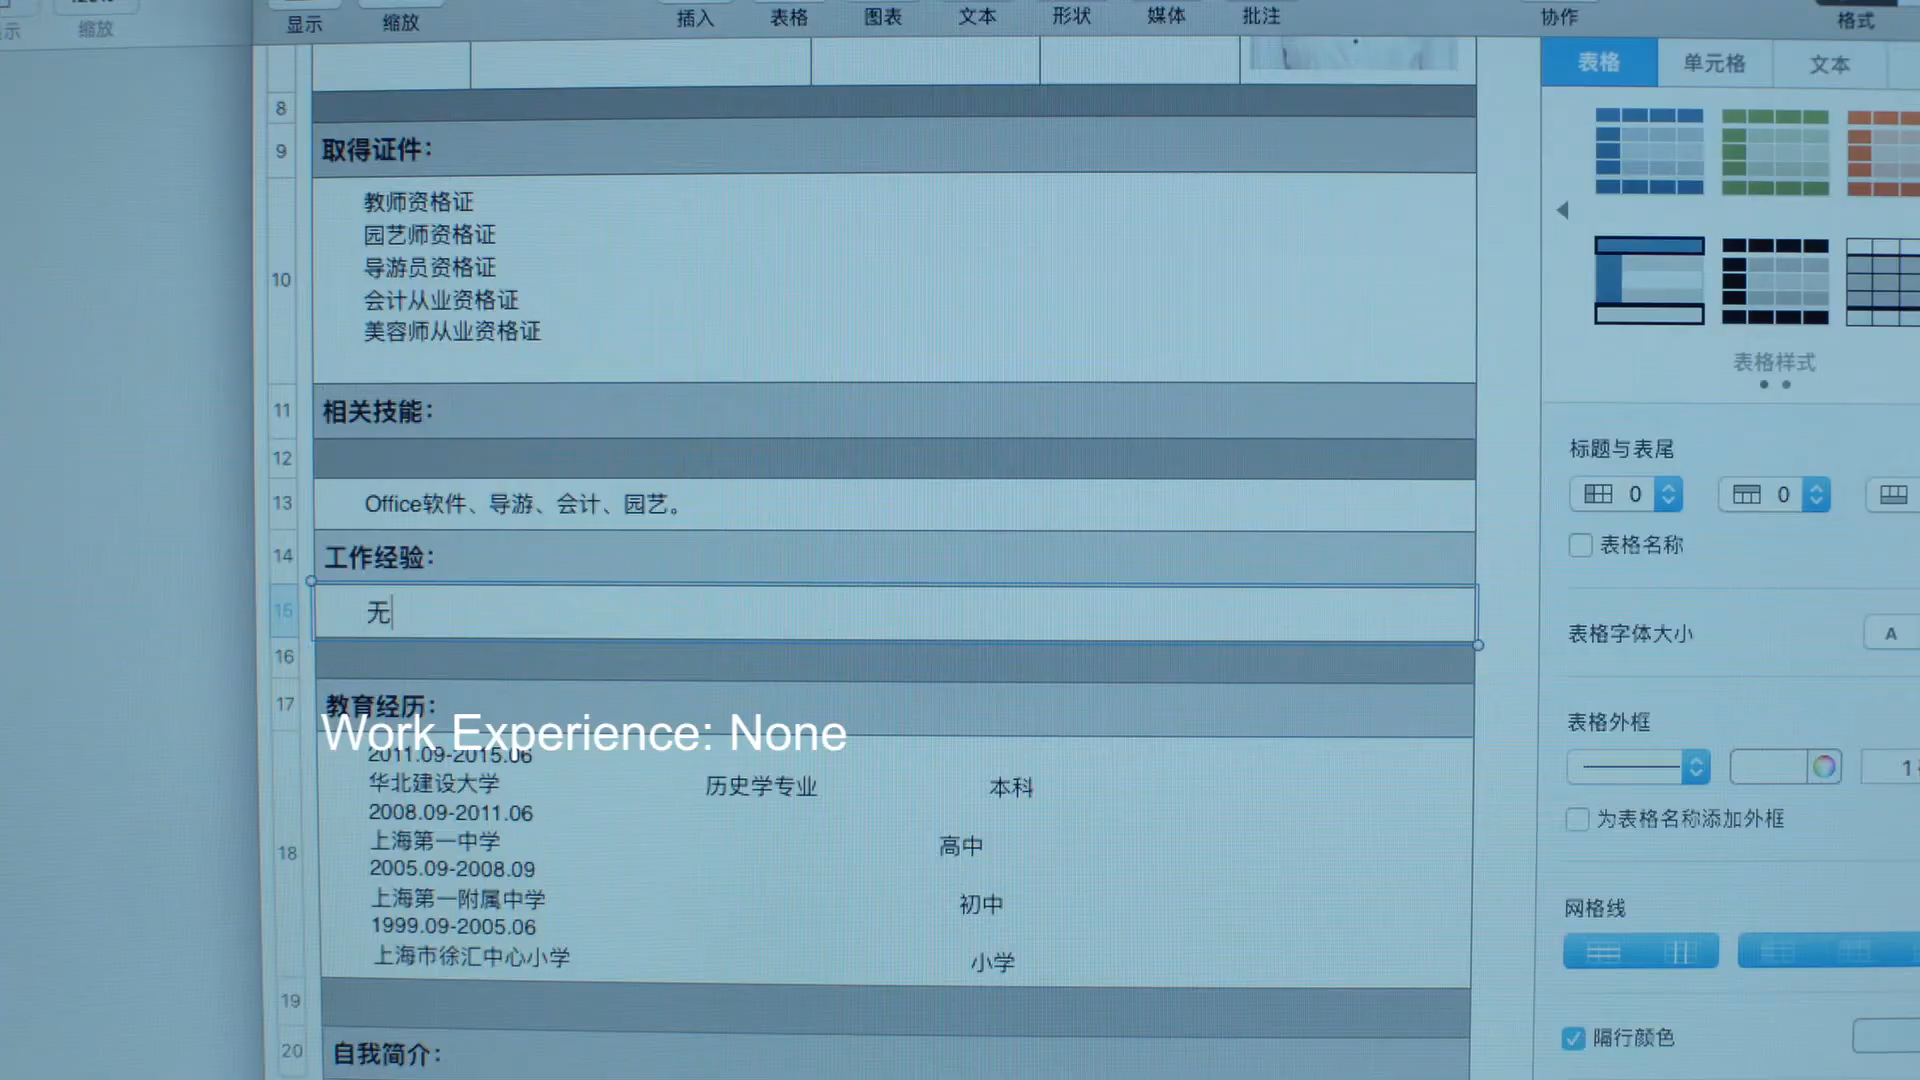 显示
缩放
插入
表格
图表
文本
形状
媒体
批注
协作
格式
示
缩放
表格
单元格
文本
8
9
取得证件：
10
教师资格证
园艺师资格证
导游员资格证
会计从业资格证
美容师从业资格证
11
相关技能：
12
13
Office软件、导游、会计、园艺。
14
工作经验：
15
无
16
17
教育经历：
Work Experience: None
18
2011.09-2015.06
华北建设大学 历史学专业 本科
2008.09-2011.06
上海第一中学 高中
2005.09-2008.09
上海第一附属中学 初中
1999.09-2005.06
上海市徐汇中心小学 小学
19
20
自我简介：
表格样式
标题与表尾
0
0
表格名称
表格字体大小
A
表格外框
1
为表格名称添加外框
网格线
隔行颜色